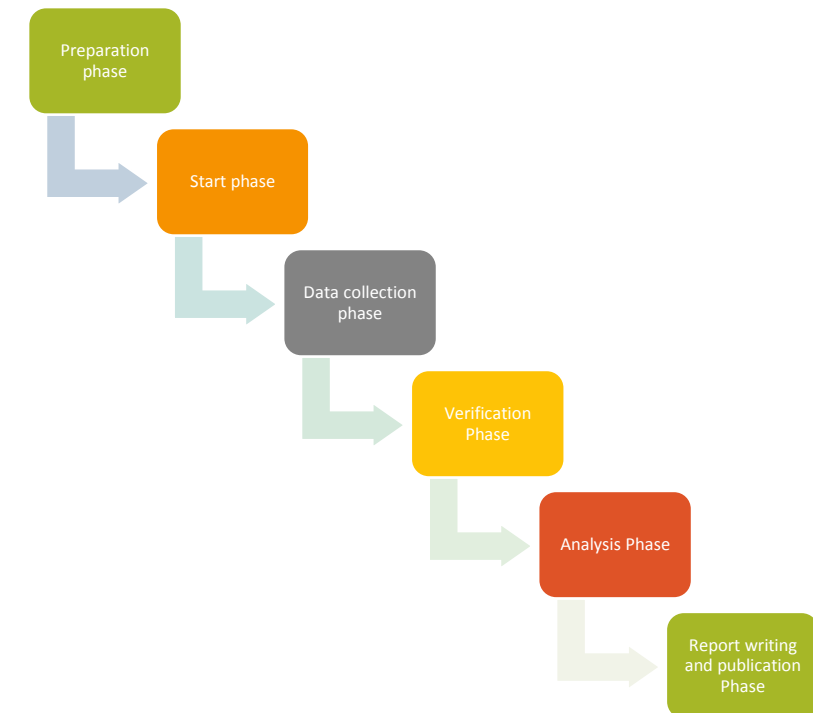 Preparation
phase
Start phase
Data collection
phase
Verification
Phase
Analysis Phase
Report writing
and publication
Phase